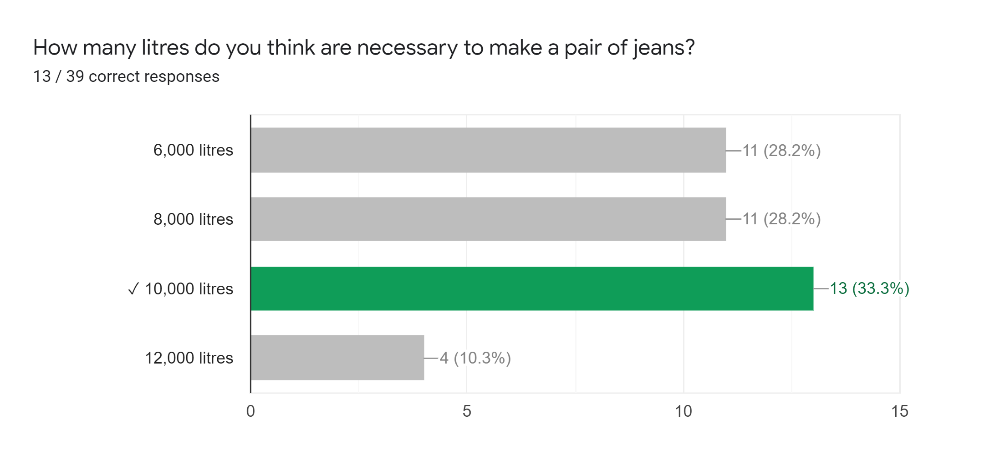 How many litres do you think are necessary to make a pair of jeans?
13 / 39 correct responses
6,000 litres
11 (28.2%)
8,000 litres
11 (28.2%)
✓ 10,000 litres
13 (33.3%)
12,000 litres
4 (10.3%)
0 5 10 15